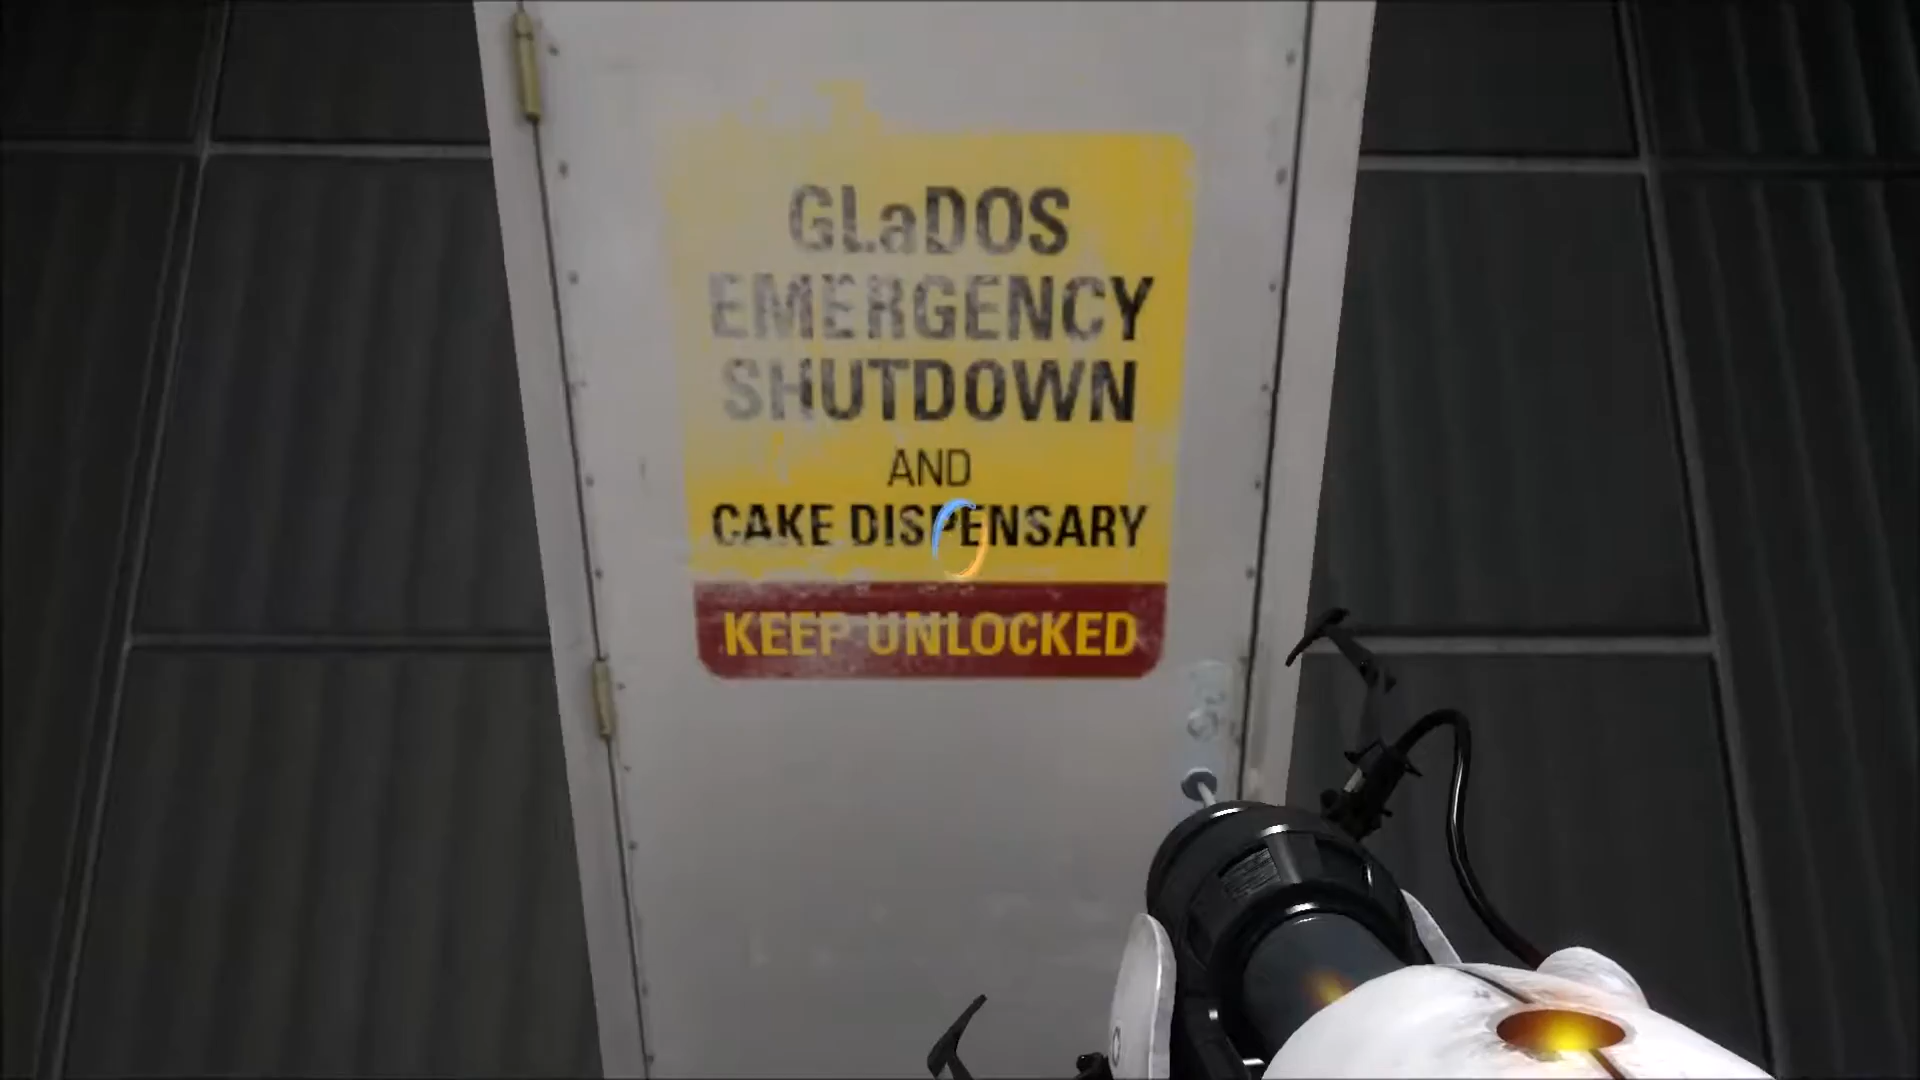 GLaDOS
EMERGENCY
SHUTDOWN
AND
CAKE DISPENSARY
KEEP UNLOCKED